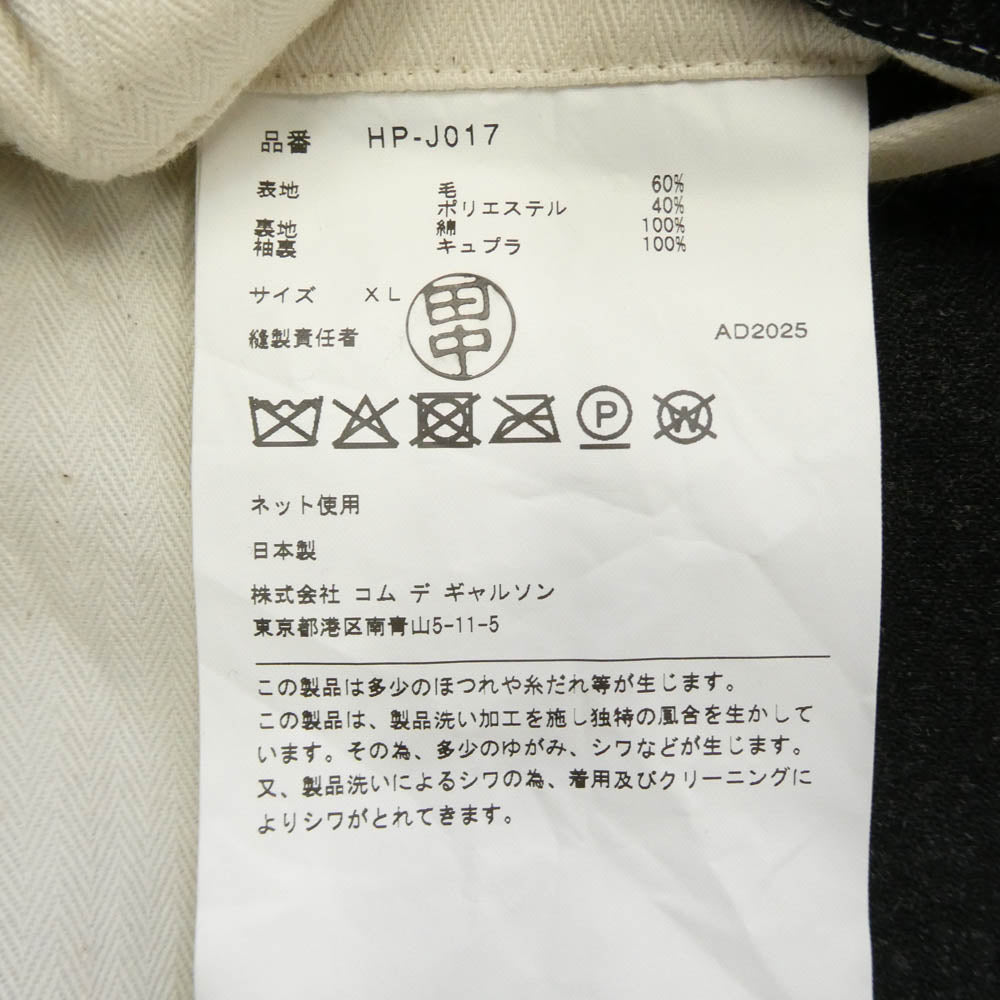 品番 HP-J017
表地 毛 60%
ポリエステル 40%
裏地 綿 100%
袖裏 キュプラ 100%
サイズ XL
田中
縫製責任者 AD2025
P W
ネット使用
日本製
株式会社 コム デ ギャルソン
東京都港区南青山5-11-5
この製品は多少のほつれや糸だれ等が生じます。
この製品は、製品洗い加工を施し独特の風合を生かして
います。その為、多少のゆがみ、シワなどが生じます。
又、製品洗いによるシワの為、着用及びクリーニングに
よりシワがとれてきます。